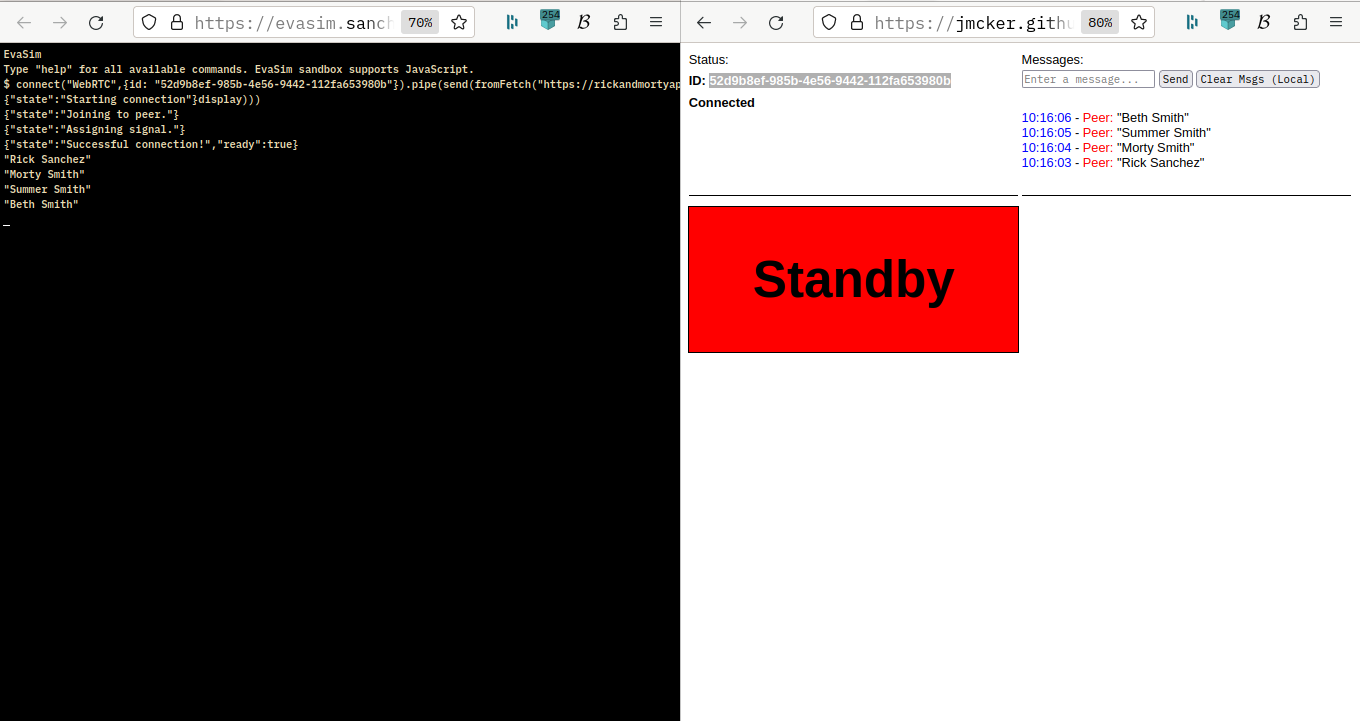 https://evasim.sanch
70%
254
B
EvaSim
Type "help" for all available commands. EvaSim sandbox supports JavaScript.
$ connect("WebRTC",{id: "52d9b8ef-985b-4e56-9442-112fa653980b"}).pipe(send(fromFetch("https://rickandmortyap
{"state":"Starting connection"}display)))
{"state":"Joining to peer."}
{"state":"Assigning signal."}
{"state":"Successful connection!","ready":true}
"Rick Sanchez"
"Morty Smith"
"Summer Smith"
"Beth Smith"
https://jmcker.githu
80%
254
B
Status:
ID: 52d9b8ef-985b-4e56-9442-112fa653980b
Connected
Standby
Messages:
Enter a message... Send Clear Msgs (Local)
10:16:06 - Peer: "Beth Smith"
10:16:05 - Peer: "Summer Smith"
10:16:04 - Peer: "Morty Smith"
10:16:03 - Peer: "Rick Sanchez"